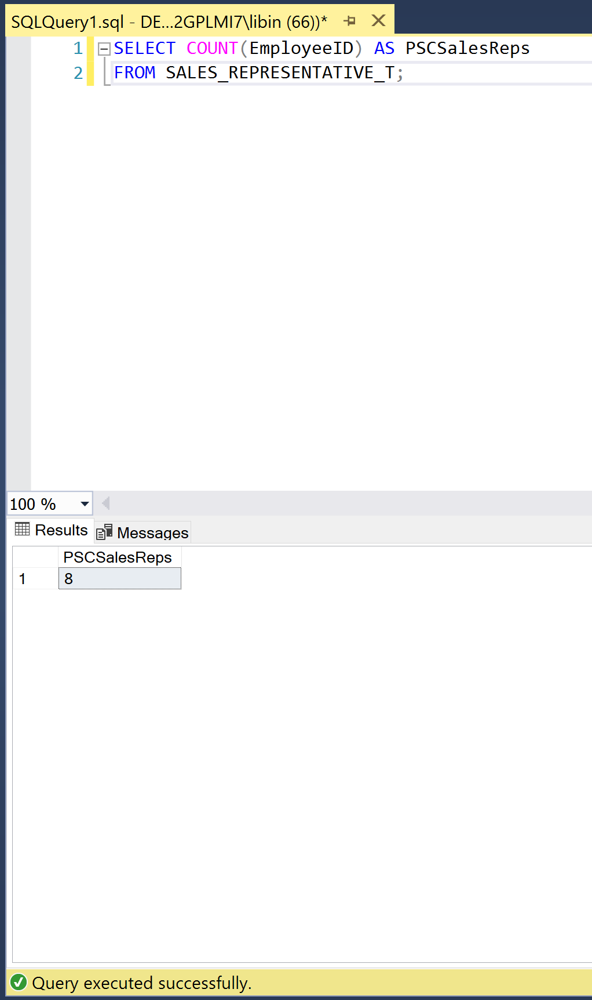 SQLQuery1.sql - DE...2GPLMI7\libin (66))*
1 SELECT COUNT(EmployeeID) AS PSCSalesReps
2 FROM SALES_REPRESENTATIVE_T;
100 %
Results Messages
PSCSalesReps
1 8
Query executed successfully.